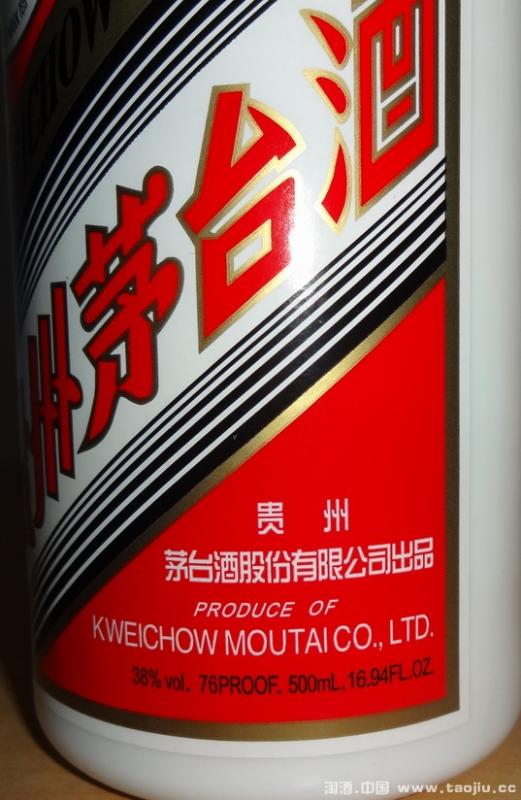 CHOW
州茅台酒
贵州
茅台酒股份有限公司出品
PRODUCE OF
KWEICHOW MOUTAI CO., LTD.
38% vol. 76PROOF. 500mL. 16.94FL.OZ.
淘酒.中国 www.taojiu.cc